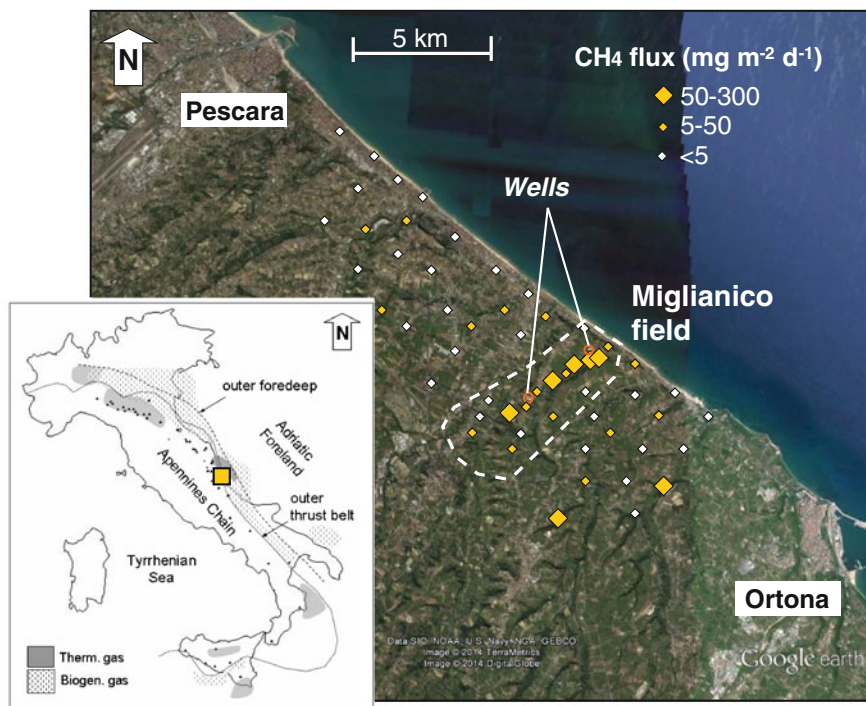 N
5 km
CH4 flux (mg m-2 d-1)
50-300
5-50
<5
Pescara
Wells
Miglianico
field
N
outer foredeep
Adriatic
Foreland
Apennines Chain
outer
thrust belt
Tyrrhenian
Sea
Therm. gas
Biogen. gas
Ortona
Data SIO, NOAA, U.S. Navy, NGA, GEBCO
Image © 2014 TerraMetrics
Image © 2014 DigitalGlobe
Google earth